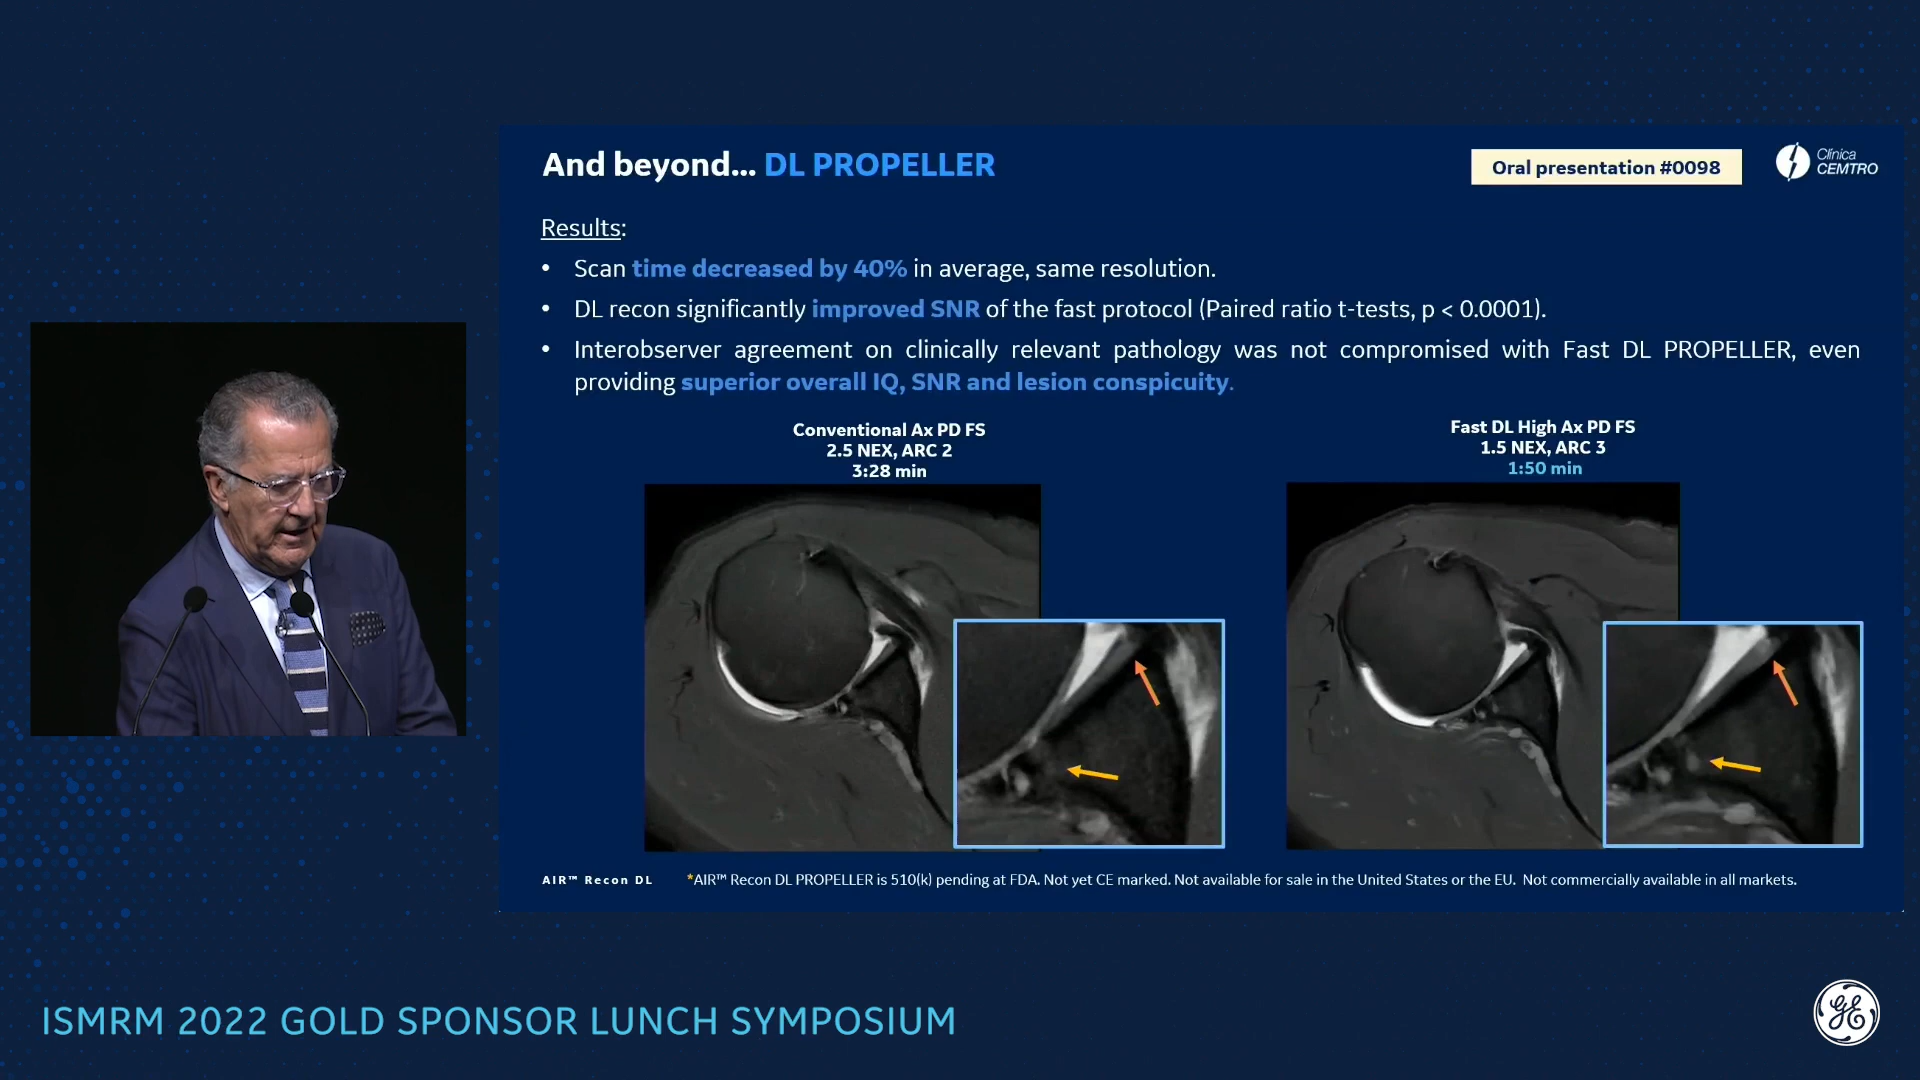 And beyond... DL PROPELLER
Oral presentation #0098
Clínica
CEMTRO
Results:
• Scan time decreased by 40% in average, same resolution.
• DL recon significantly improved SNR of the fast protocol (Paired ratio t-tests, p < 0.0001).
• Interobserver agreement on clinically relevant pathology was not compromised with Fast DL PROPELLER, even
providing superior overall IQ, SNR and lesion conspicuity.
Conventional Ax PD FS
2.5 NEX, ARC 2
3:28 min
Fast DL High Ax PD FS
1.5 NEX, ARC 3
1:50 min
AIR™ Recon DL
*AIR™ Recon DL PROPELLER is 510(k) pending at FDA. Not yet CE marked. Not available for sale in the United States or the EU. Not commercially available in all markets.
ISMRM 2022 GOLD SPONSOR LUNCH SYMPOSIUM
GE